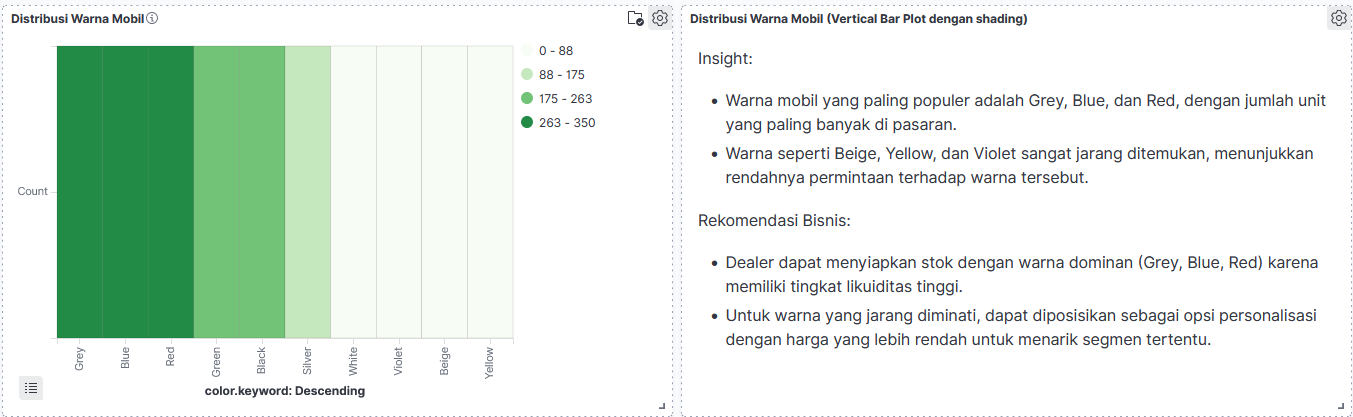 Distribusi Warna Mobil
0 - 88
88 - 175
175 - 263
263 - 350
Count
Grey
Blue
Red
Green
Black
Silver
White
Violet
Beige
Yellow
color.keyword: Descending
Distribusi Warna Mobil (Vertical Bar Plot dengan shading)
Insight:
• Warna mobil yang paling populer adalah Grey, Blue, dan Red, dengan jumlah unit
yang paling banyak di pasaran.
• Warna seperti Beige, Yellow, dan Violet sangat jarang ditemukan, menunjukkan
rendahnya permintaan terhadap warna tersebut.
Rekomendasi Bisnis:
• Dealer dapat menyiapkan stok dengan warna dominan (Grey, Blue, Red) karena
memiliki tingkat likuiditas tinggi.
• Untuk warna yang jarang diminati, dapat diposisikan sebagai opsi personalisasi
dengan harga yang lebih rendah untuk menarik segmen tertentu.